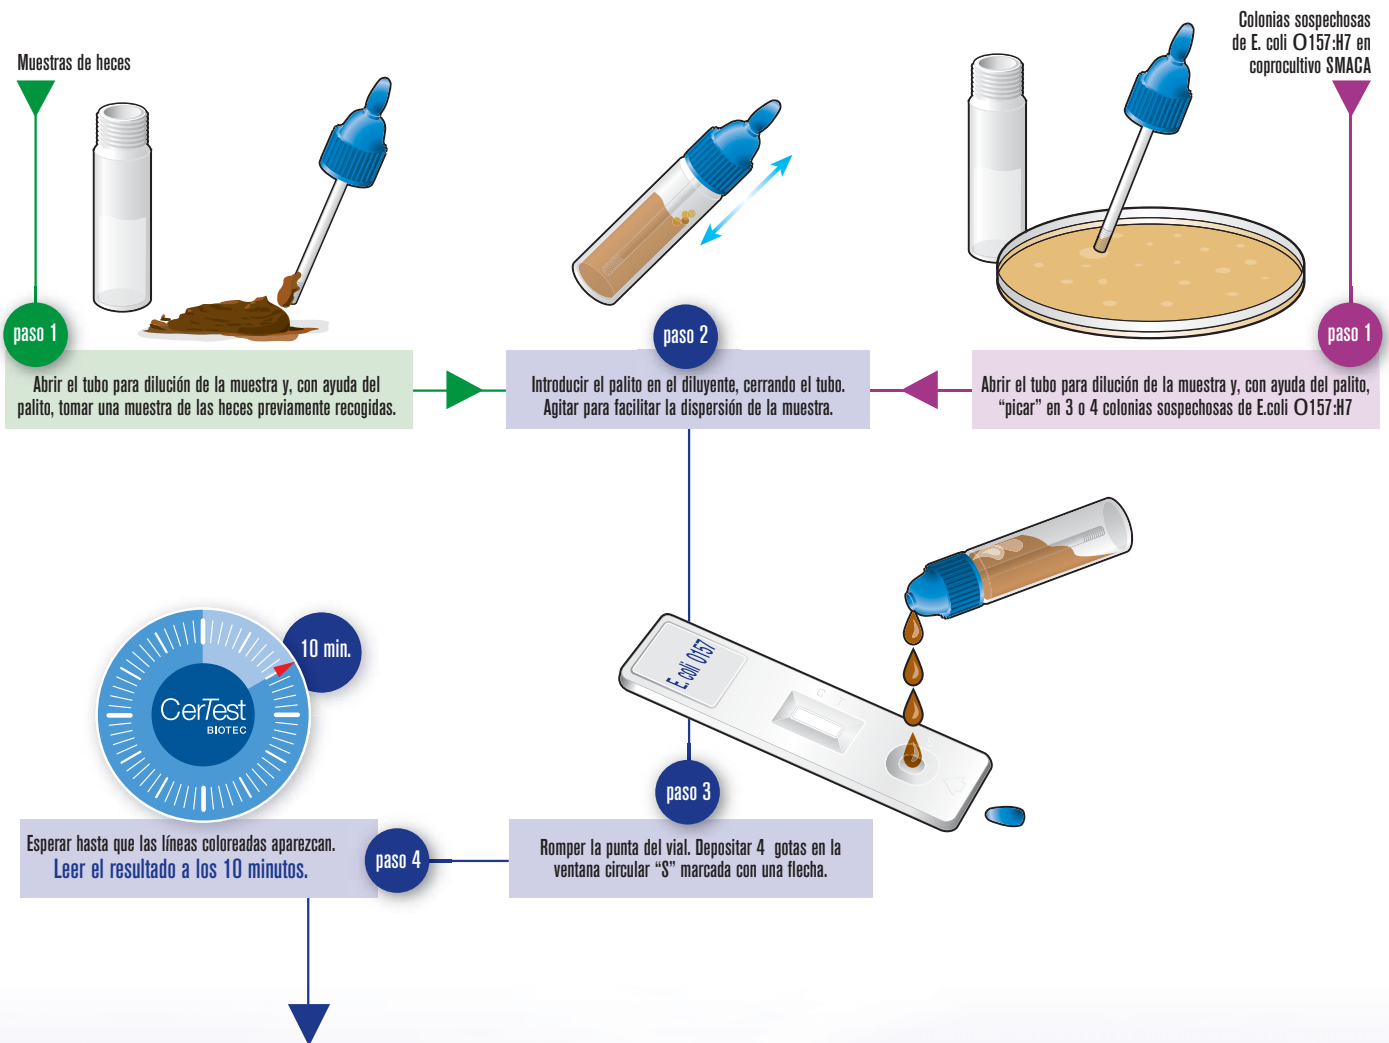 Muestras de heces
Colonias sospechosas
de E. coli O157:H7 en
coprocultivo SMACA
paso 1
Abrir el tubo para dilución de la muestra y, con ayuda del
palito, tomar una muestra de las heces previamente recogidas.
paso 2
Introducir el palito en el diluyente, cerrando el tubo.
Agitar para facilitar la dispersión de la muestra.
paso 1
Abrir el tubo para dilución de la muestra y, con ayuda del palito,
“picar” en 3 o 4 colonias sospechosas de E.coli O157:H7
E. coli O157
paso 3
Romper la punta del vial. Depositar 4 gotas en la
ventana circular “S” marcada con una flecha.
10 min.
CerTest
BIOTEC
paso 4
Esperar hasta que las líneas coloreadas aparezcan.
Leer el resultado a los 10 minutos.